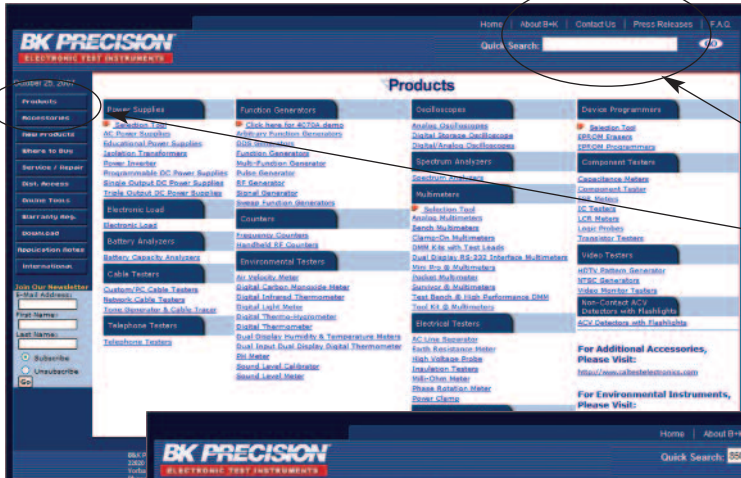 Home | About B+K | Contact Us | Press Releases | F.A.Q.
BK PRECISION
ELECTRONIC TEST INSTRUMENTS
Quick Search:
October 25, 2007
Products
Accessories
New Products
Where to Buy
Service / Repair
Dist. Access
Online Tools
Warranty Reg.
Download
Application Notes
International
Join Our Newsletter
E-Mail Address:
First Name:
Last Name:
Subscribe
Unsubscribe
Go
Products
Power Supplies
Selection Tool
AC Power Supplies
Educational Power Supplies
Isolation Transformers
Power Inverter
Programmable DC Power Supplies
Single Output DC Power Supplies
Triple Output DC Power Supplies
Electronic Load
Electronic Load
Battery Analyzers
Battery Capacity Analyzers
Cable Testers
Custom/PC Cable Testers
Network Cable Testers
Tone Generator & Cable Tracer
Telephone Testers
Telephone Testers
Function Generators
Click here for 4070A demo
Arbitrary Function Generators
DDS Generators
Function Generators
Multi-Function Generator
Pulse Generator
RF Generator
Signal Generator
Sweep Function Generators
Counters
Frequency Counters
Handheld RF Counters
Environmental Testers
Air Velocity Meter
Digital Carbon Monoxide Meter
Digital Infrared Thermometer
Digital Light Meter
Digital Thermo-Hygrometer
Digital Thermometer
Dual Display Humidity & Temperature Meters
Dual Input Dual Display Digital Thermometer
PH Meter
Sound Level Calibrator
Sound Level Meter
Oscilloscopes
Analog Oscilloscopes
Digital Storage Oscilloscope
Digital/Analog Oscilloscopes
Spectrum Analyzers
Spectrum Analyzers
Multimeters
Selection Tool
Analog Multimeters
Bench Multimeters
Clamp-On Multimeters
DMM Kits with Test Leads
Dual Display RS-232 Interface Multimeters
Mini Pro ® Multimeters
Pocket Multimeters
Survivor ® Multimeters
Test Bench ® High Performance DMM
Tool Kit ® Multimeters
Electrical Testers
AC Line Separator
Earth Resistance Meter
High Voltage Probe
Insulation Testers
Milli-Ohm Meter
Phase Rotation Meter
Power Clamp
Device Programmers
Selection Tool
EPROM Erasers
EPROM Programmers
Component Testers
Capacitance Meters
Component Tester
ESR Meters
IC Testers
LCR Meters
Logic Probes
Transistor Testers
Video Testers
HDTV Pattern Generator
NTSC Generators
Video Monitor Testers
Non-Contact ACV
Detectors with Flashlights
ACV Detectors with Flashlights
For Additional Accessories,
Please Visit:
http://www.caltestelectronics.com
For Environmental Instruments,
Please Visit:
Home | About B+K
BK PRECISION
ELECTRONIC TEST INSTRUMENTS
Quick Search:
B&K P
22820
Yorba